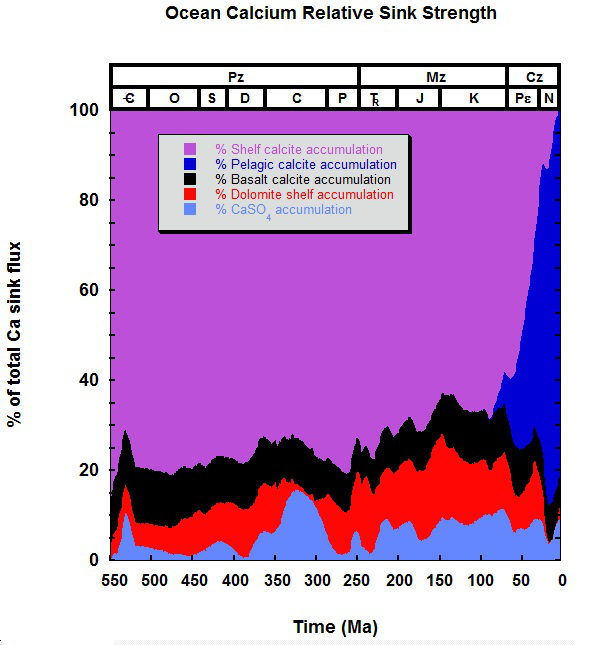 Ocean Calcium Relative Sink Strength
Pz Mz Cz
Ꞓ O S D C P TR J K Pε N
100
80
60
40
20
0
% of total Ca sink flux
% Shelf calcite accumulation
% Pelagic calcite accumulation
% Basalt calcite accumulation
% Dolomite shelf accumulation
% CaSO4 accumulation
550 500 450 400 350 300 250 200 150 100 50 0
Time (Ma)